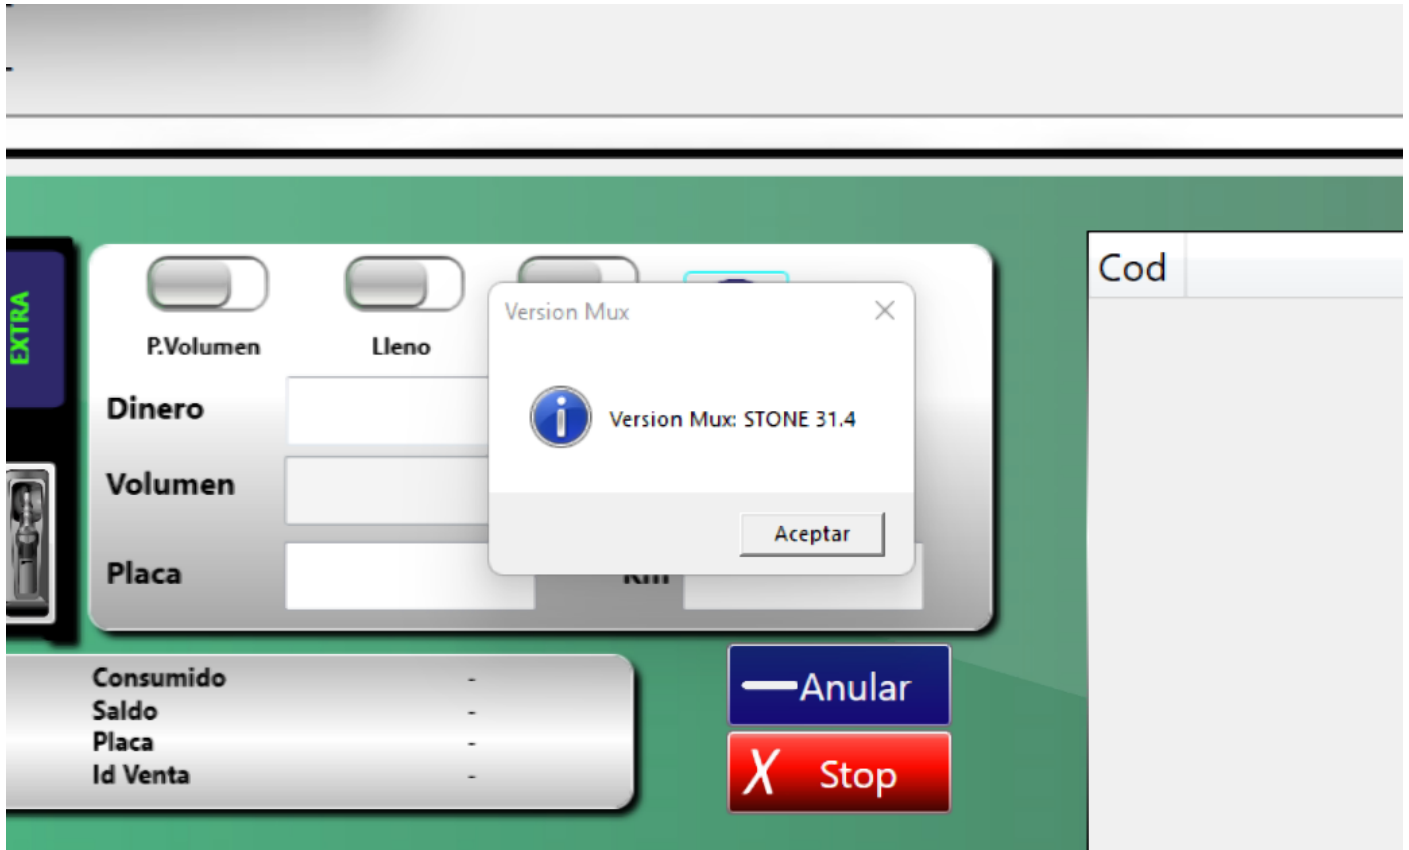 Cod
EXTRA
P.Volumen
Lleno
Version Mux
Dinero
Version Mux: STONE 31.4
Volumen
Aceptar
Placa
Km
Consumido -
Saldo -
Placa -
Id Venta -
Anular
X Stop